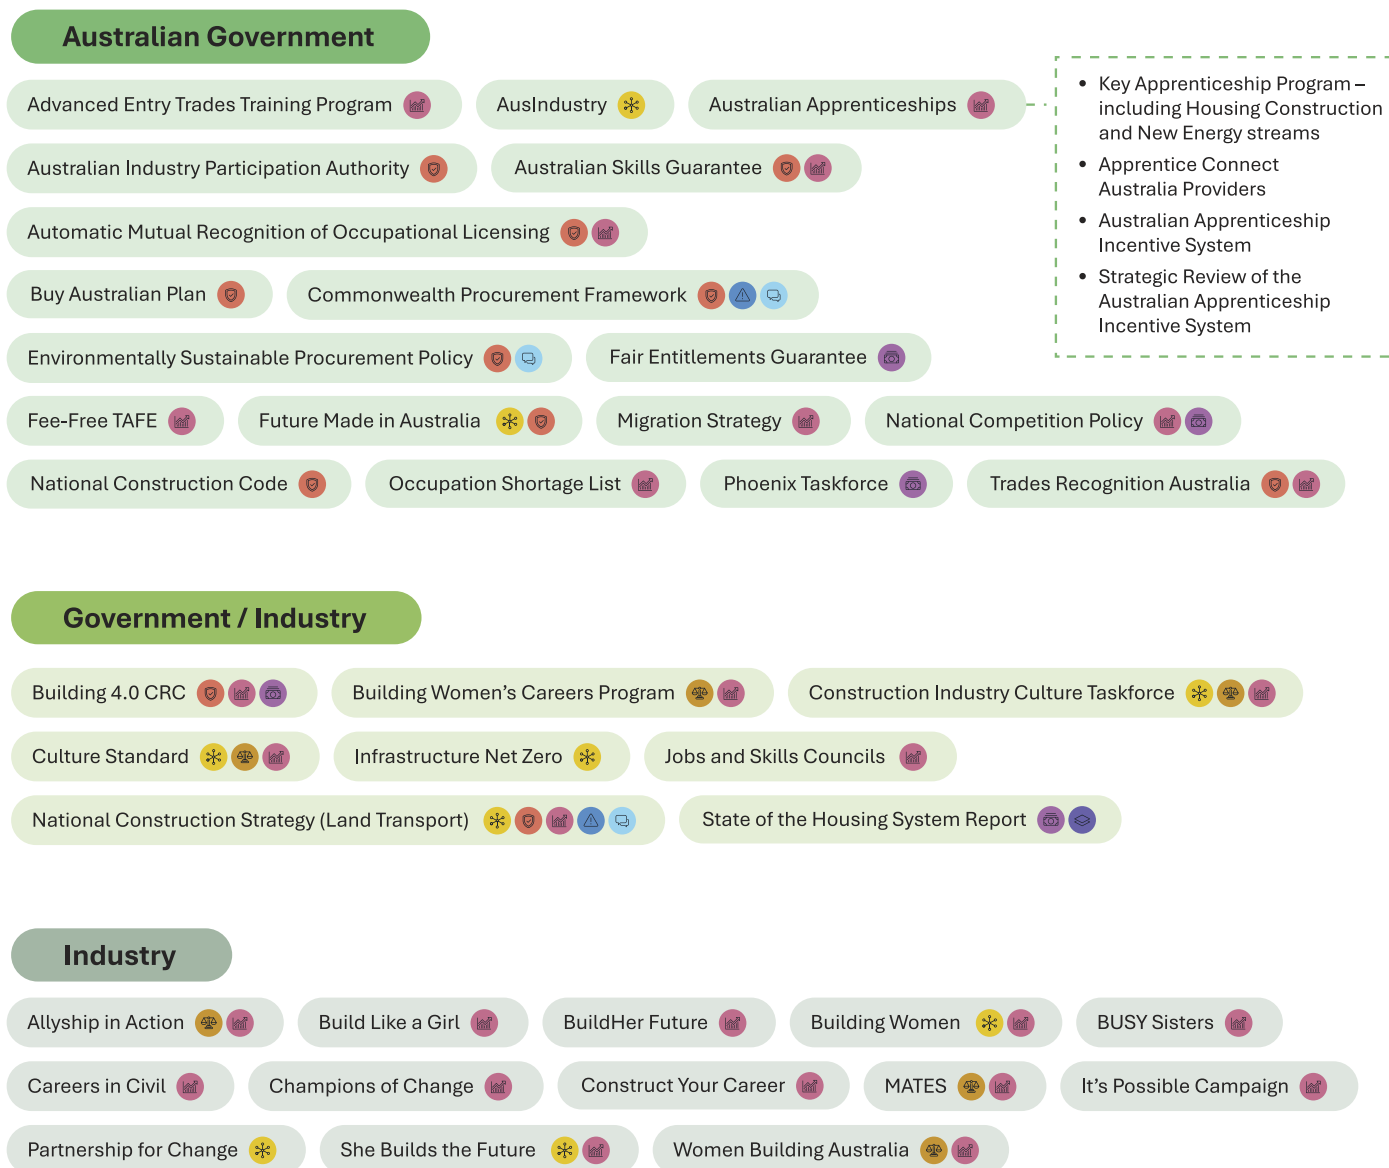 Australian Government
Advanced Entry Trades Training Program
AusIndustry
Australian Apprenticeships
• Key Apprenticeship Program –
including Housing Construction
and New Energy streams
• Apprentice Connect
Australia Providers
• Australian Apprenticeship
Incentive System
• Strategic Review of the
Australian Apprenticeship
Incentive System
Australian Industry Participation Authority
Australian Skills Guarantee
Automatic Mutual Recognition of Occupational Licensing
Buy Australian Plan
Commonwealth Procurement Framework
Environmentally Sustainable Procurement Policy
Fair Entitlements Guarantee
Fee-Free TAFE
Future Made in Australia
Migration Strategy
National Competition Policy
National Construction Code
Occupation Shortage List
Phoenix Taskforce
Trades Recognition Australia
Government / Industry
Building 4.0 CRC
Building Women’s Careers Program
Construction Industry Culture Taskforce
Culture Standard
Infrastructure Net Zero
Jobs and Skills Councils
National Construction Strategy (Land Transport)
State of the Housing System Report
Industry
Allyship in Action
Build Like a Girl
BuildHer Future
Building Women
BUSY Sisters
Careers in Civil
Champions of Change
Construct Your Career
MATES
It’s Possible Campaign
Partnership for Change
She Builds the Future
Women Building Australia